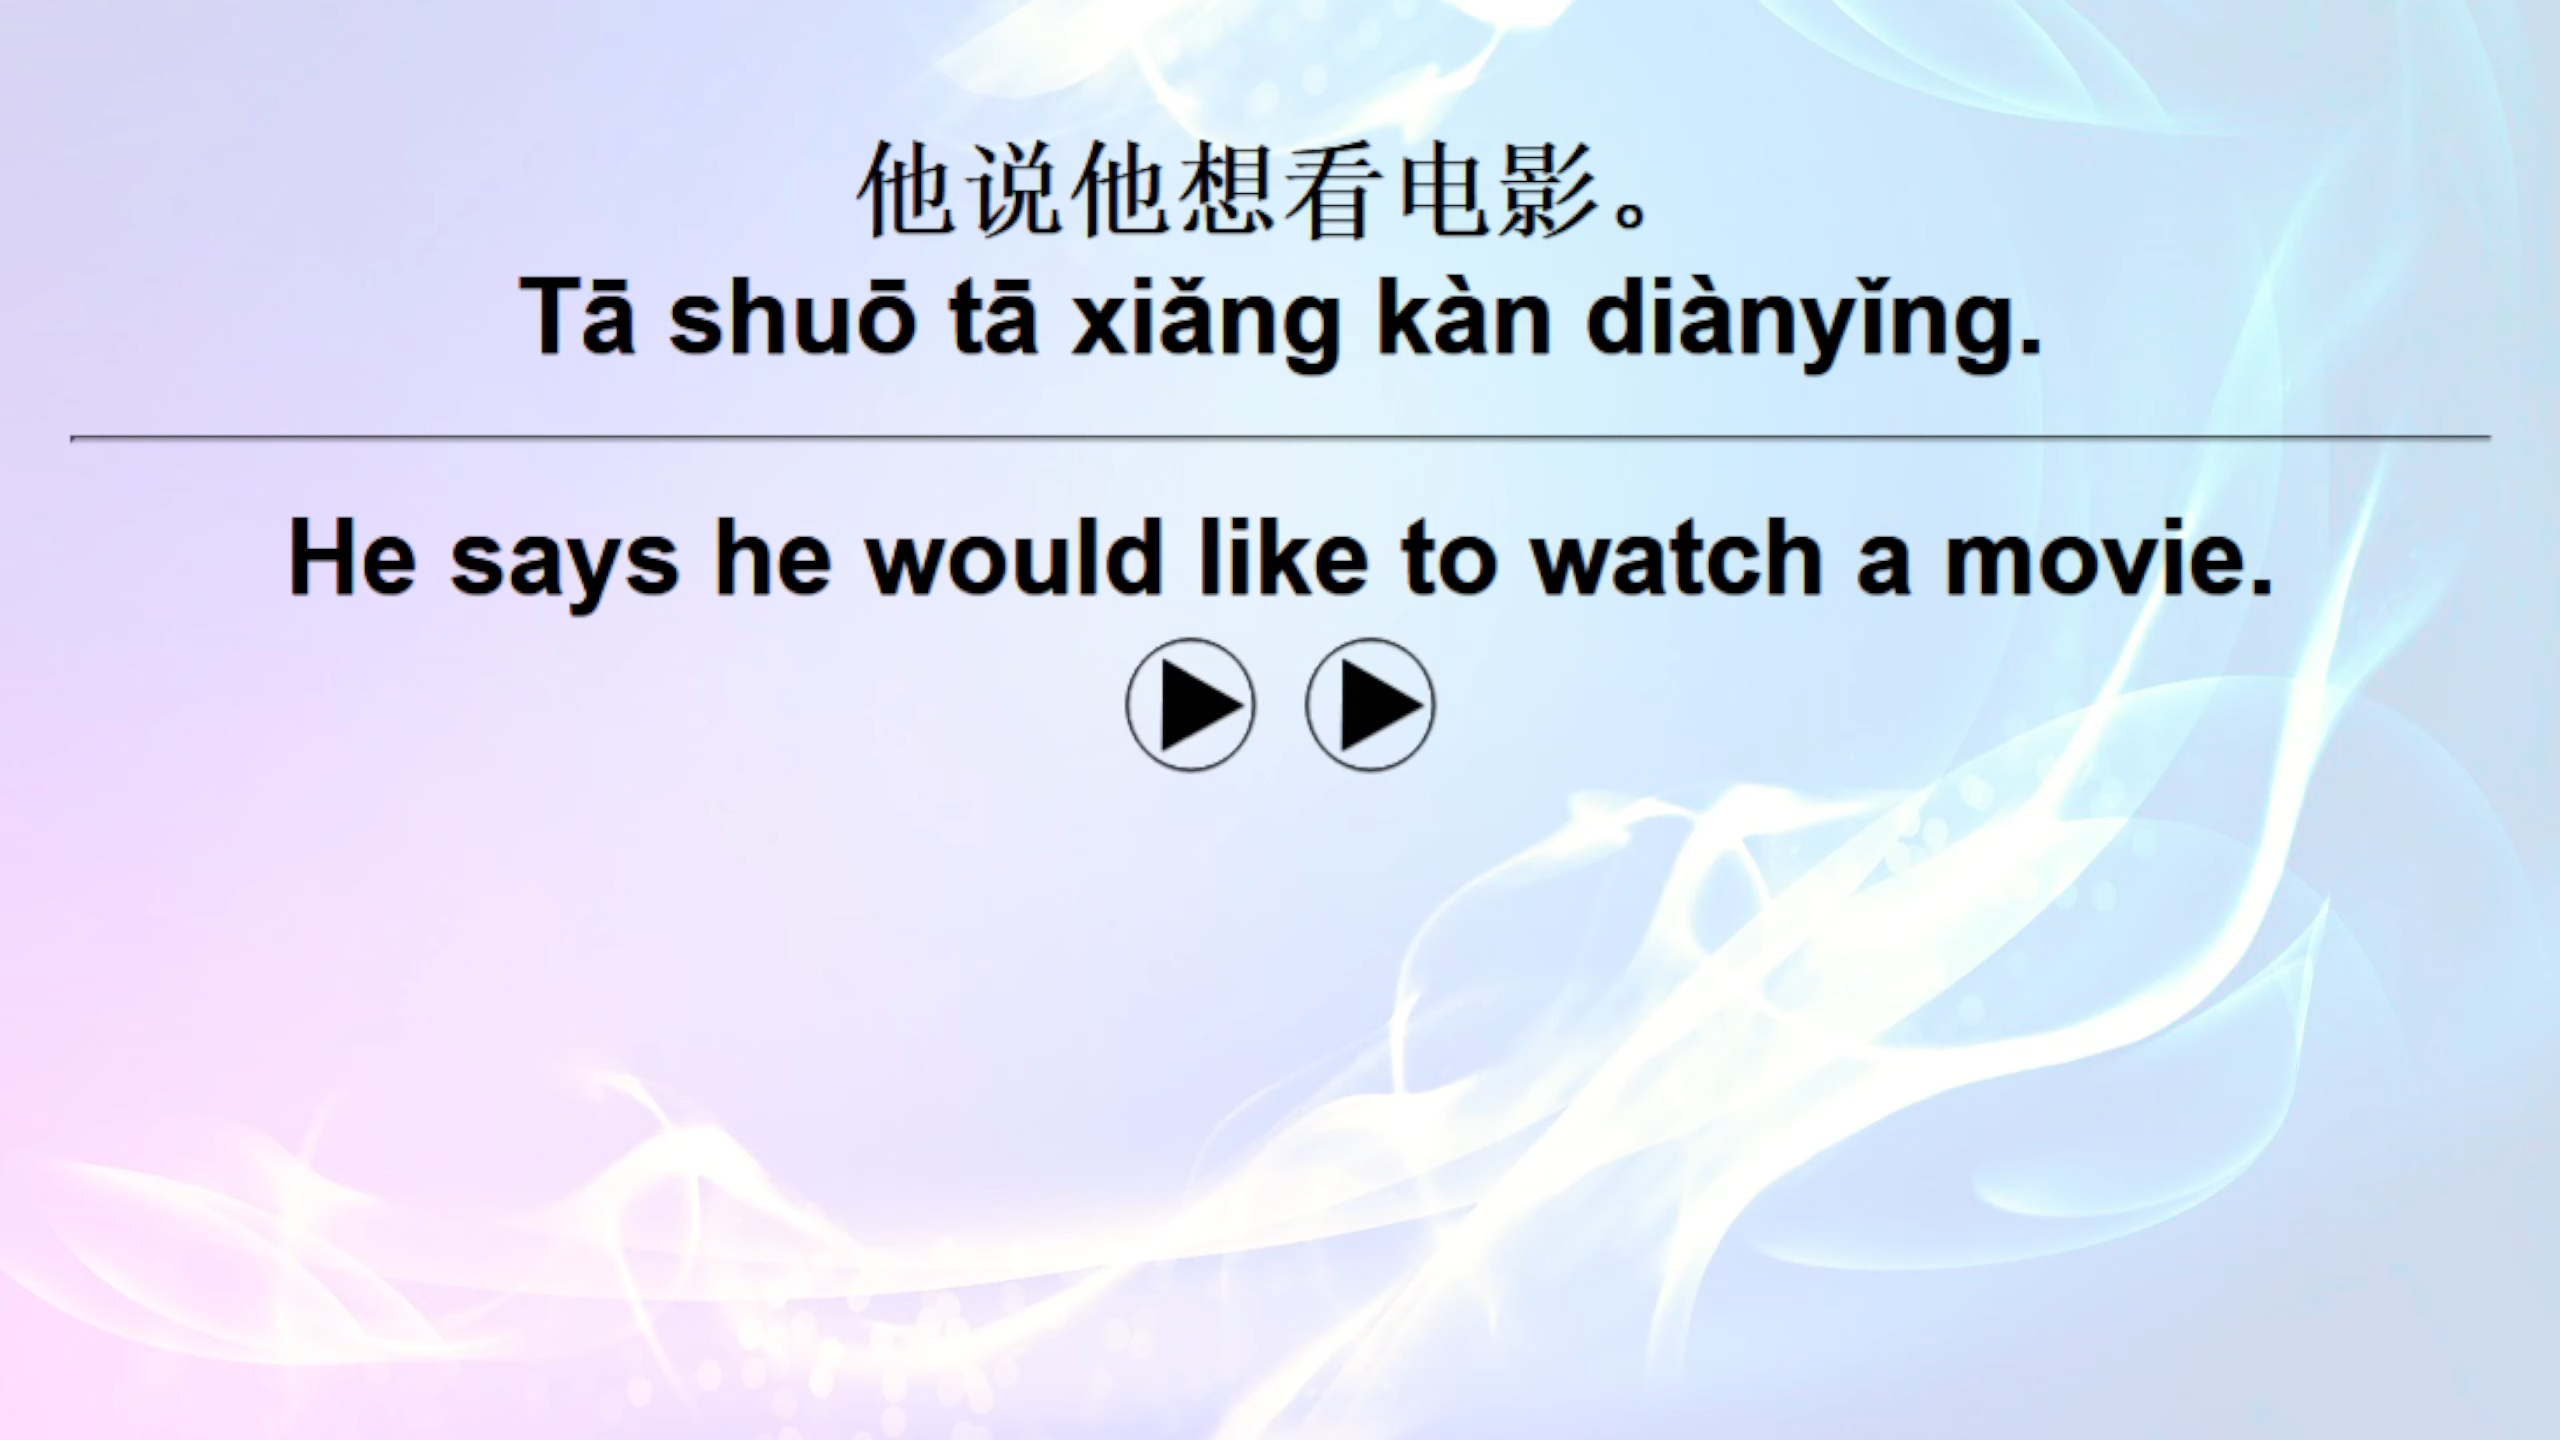 他说他想看电影。
Tā shuō tā xiǎng kàn diànyǐng.
He says he would like to watch a movie.